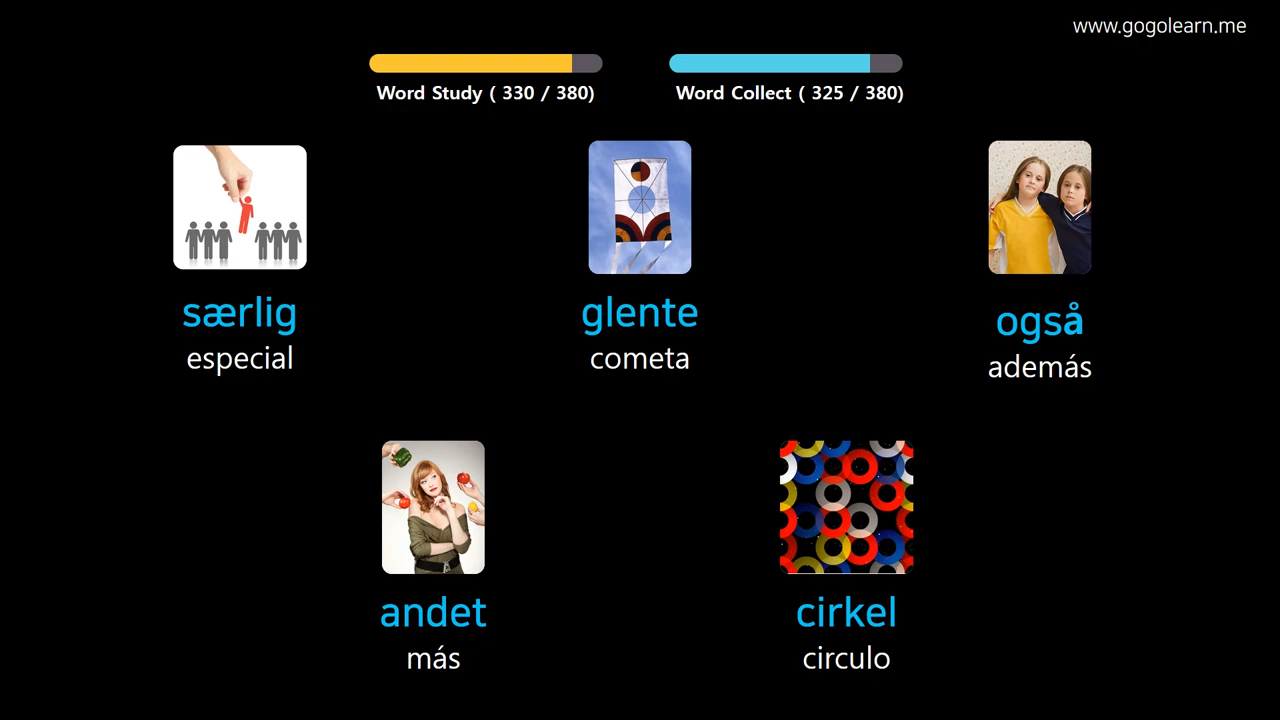 www.gogolearn.me
Word Study ( 330 / 380)
Word Collect ( 325 / 380)
særlig
especial
glente
cometa
også
además
andet
más
cirkel
circulo